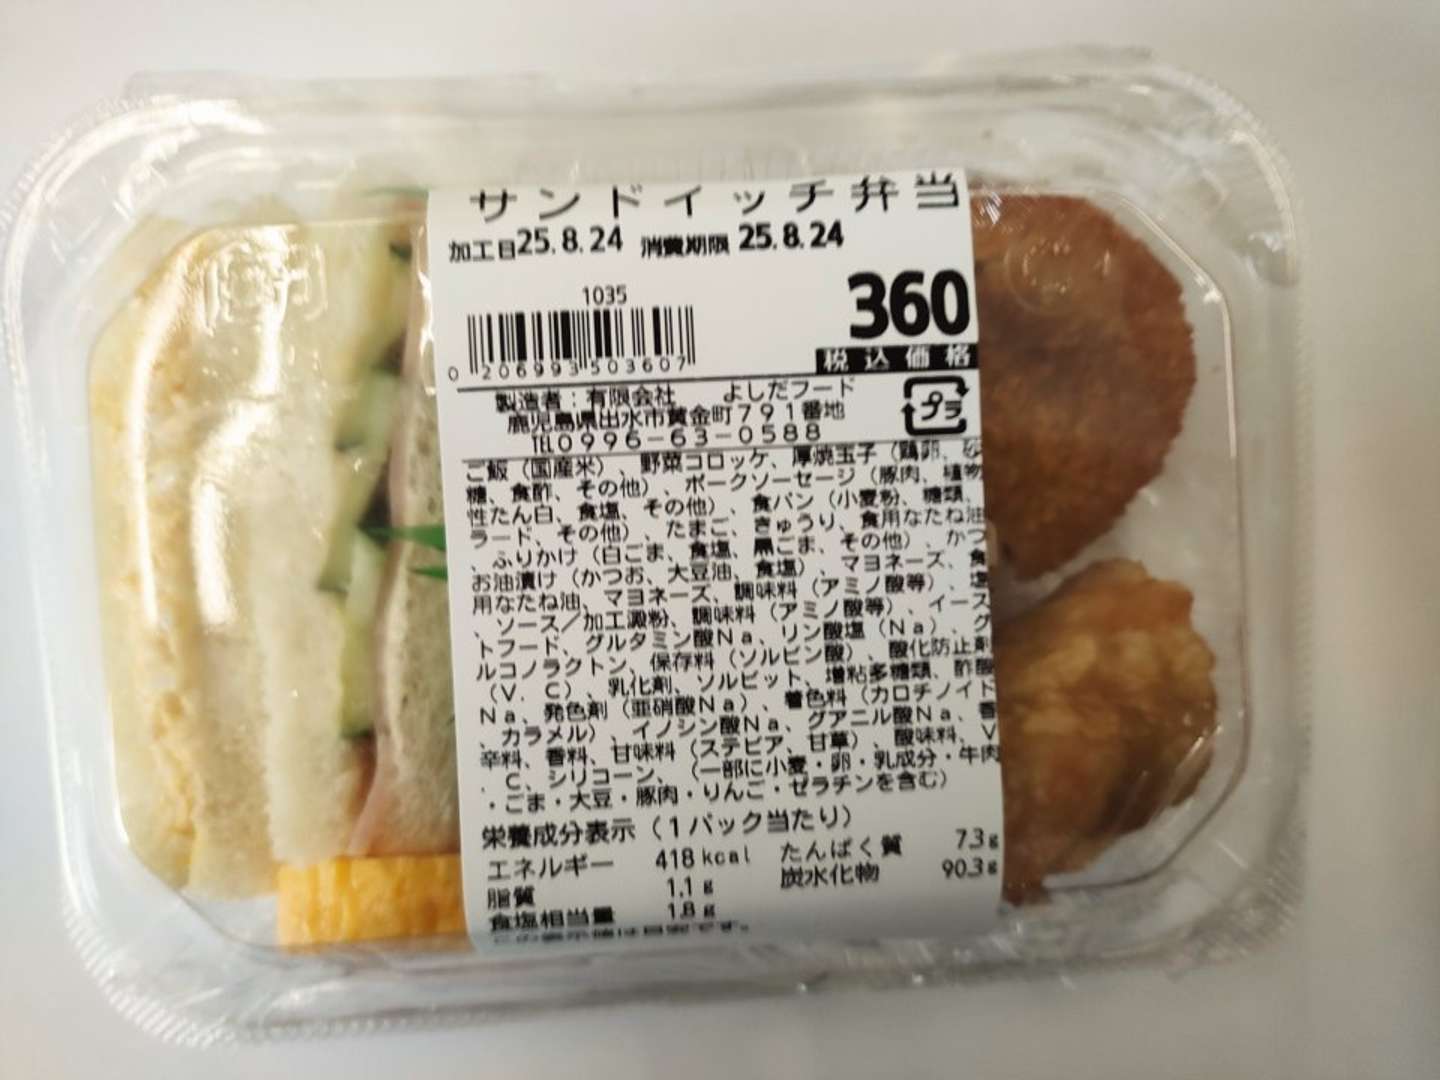 サンドイッチ弁当
加工日25.8.24 消費期限 25.8.24
1035
360
0 206993 503607
税込価格
製造者：有限会社 よしだフード
鹿児島県出水市黄金町７９１番地
プラ
℡０９９６－６３－０５８８
ご飯（国産米）、野菜コロッケ、厚焼玉子（鶏卵、砂
糖、食酢、その他）、ポークソーセージ（豚肉、植物
性たん白、食塩、その他）、食パン（小麦粉、糖類、
ラード、その他）、たまご、きゅうり、食用なたね油
、ふりかけ（白ごま、食塩、黒ごま、その他）、かつ
お油漬け（かつお、大豆油、食塩）、マヨネーズ、食
用なたね油、マヨネーズ、調味料（アミノ酸等）、塩
、ソース／加工澱粉、調味料（アミノ酸等）、イース
トフード、グルタミン酸Ｎａ、リン酸塩（Ｎａ）、グ
ルコノラクトン、保存料（ソルビン酸）、酸化防止剤
（Ｖ．Ｃ）、乳化剤、ソルビット、増粘多糖類、酢酸
Ｎａ、発色剤（亜硝酸Ｎａ）、着色料（カロチノイド
、カラメル）、イノシン酸Ｎａ、グアニル酸Ｎａ、香
辛料、香料、甘味料（ステビア、甘草）、酸味料、Ｖ
．Ｃ、シリコーン、（一部に小麦・卵・乳成分・牛肉
・ごま・大豆・豚肉・りんご・ゼラチンを含む）
栄養成分表示（１パック当たり）
エネルギー 418 kcal たんぱく質 7.3g
脂質 1.1 g 炭水化物 90.3g
食塩相当量 1.8 g
この表示値は目安です。